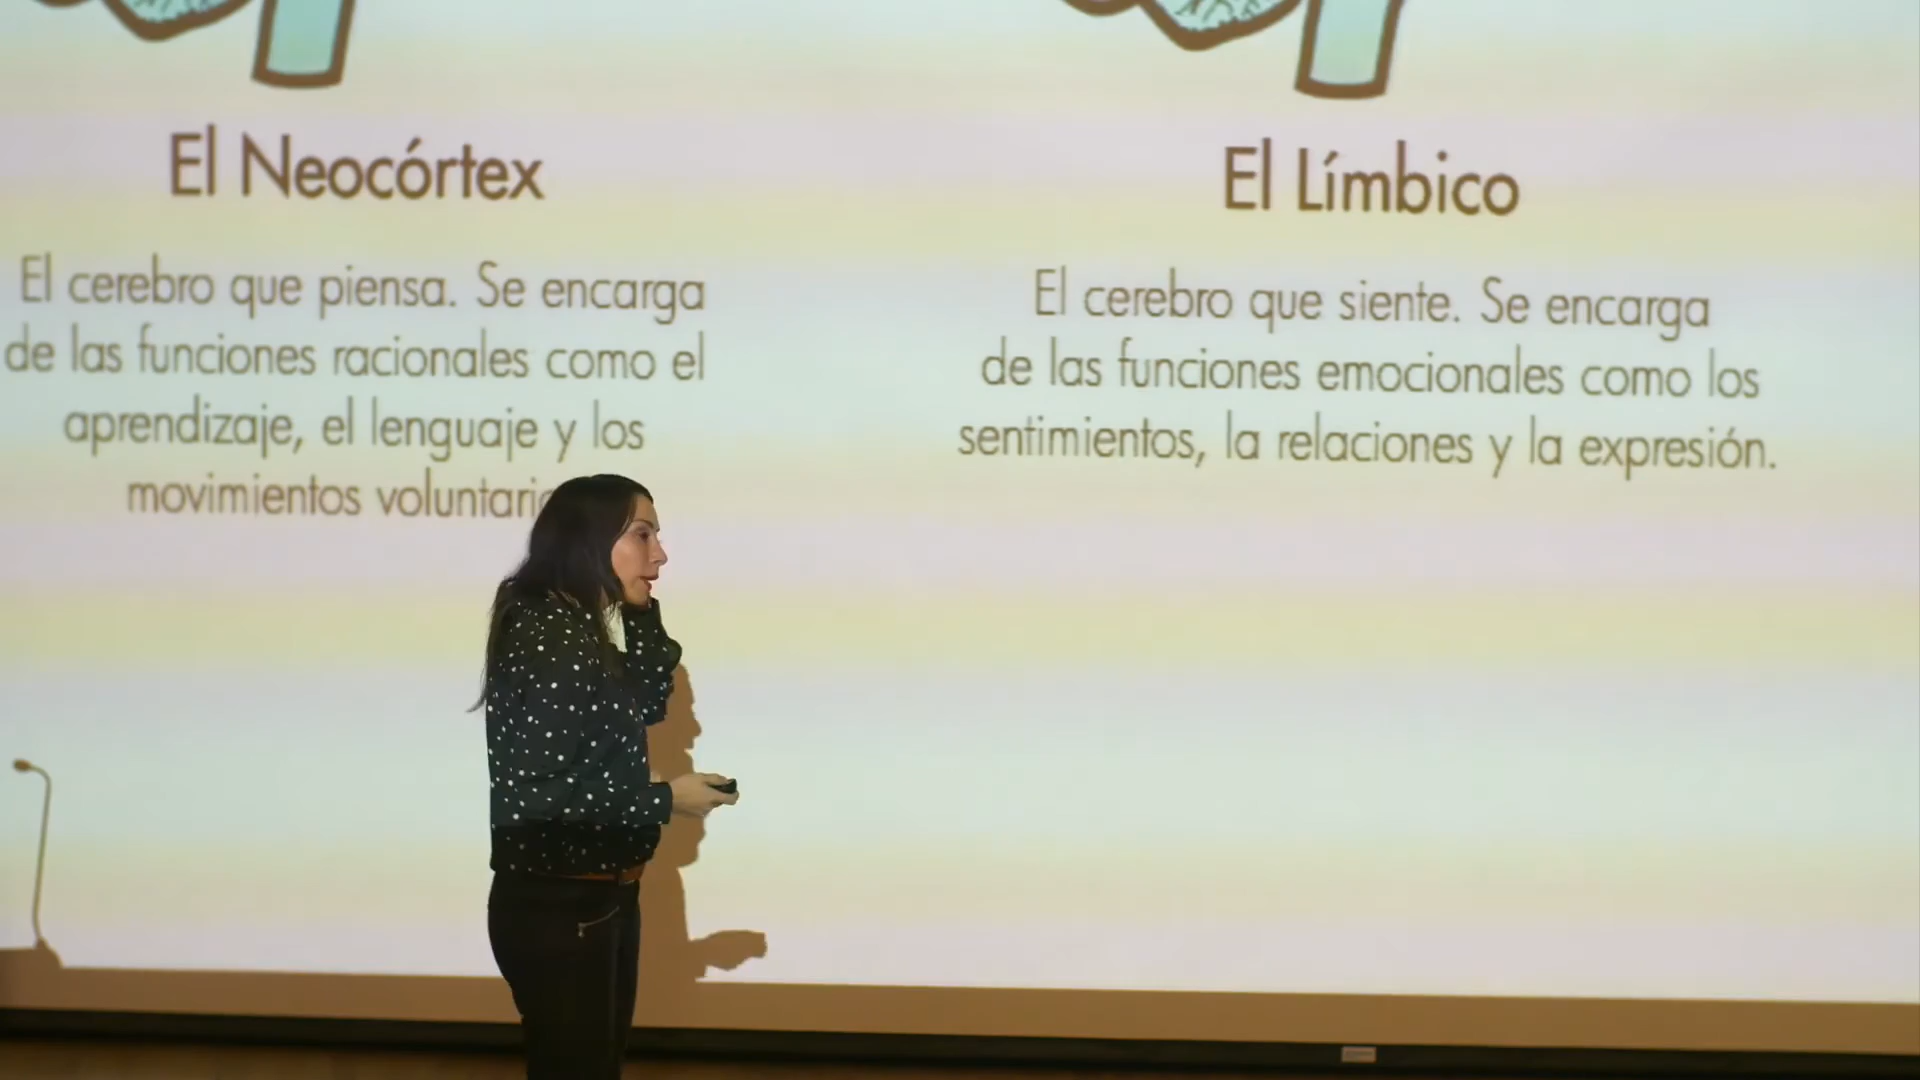 El Neocórtex
El cerebro que piensa. Se encarga
de las funciones racionales como el
aprendizaje, el lenguaje y los
movimientos
El Límbico
El cerebro que siente. Se encarga
de las funciones emocionales como los
sentimientos, la relaciones y la expresión.